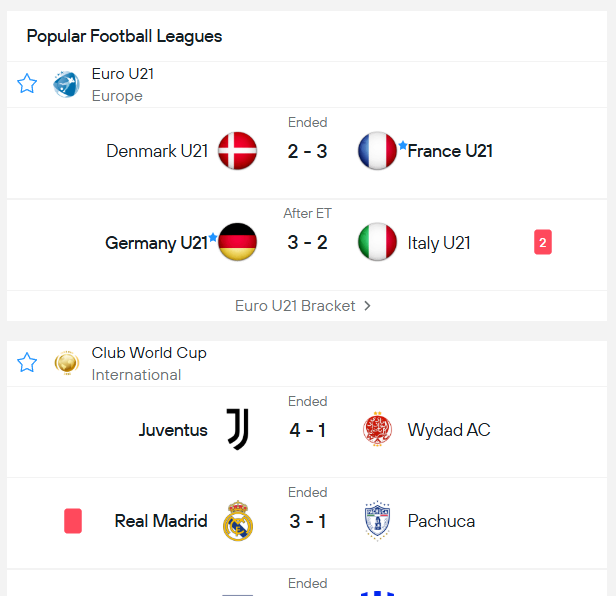 Popular Football Leagues
Euro U21
Europe
Ended
Denmark U21 2 - 3 France U21
After ET
Germany U21 3 - 2 Italy U21 2
Euro U21 Bracket >
Club World Cup
International
Ended
Juventus 4 - 1 Wydad AC
Ended
Real Madrid 3 - 1 Pachuca
Ended